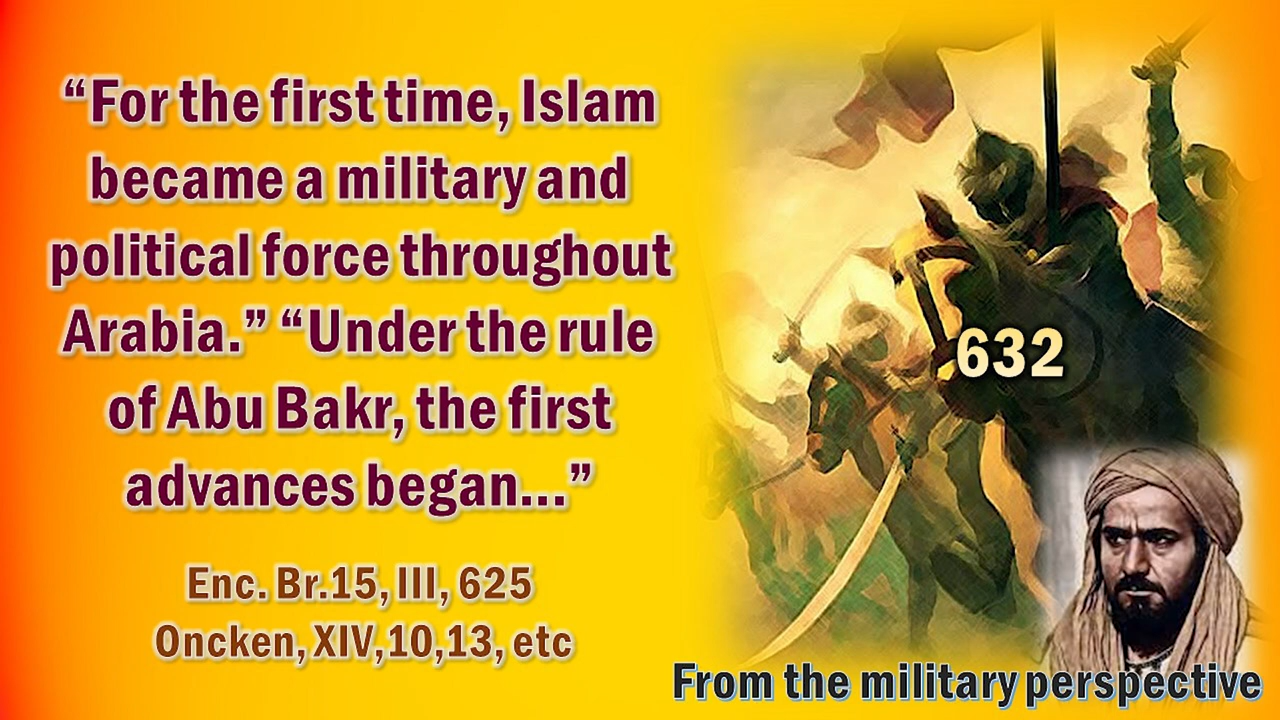 “For the first time, Islam
became a military and
political force throughout
Arabia.” “Under the rule
of Abu Bakr, the first
advances began...”
Enc. Br.15, III, 625
Oncken, XIV,10,13, etc
632
From the military perspective